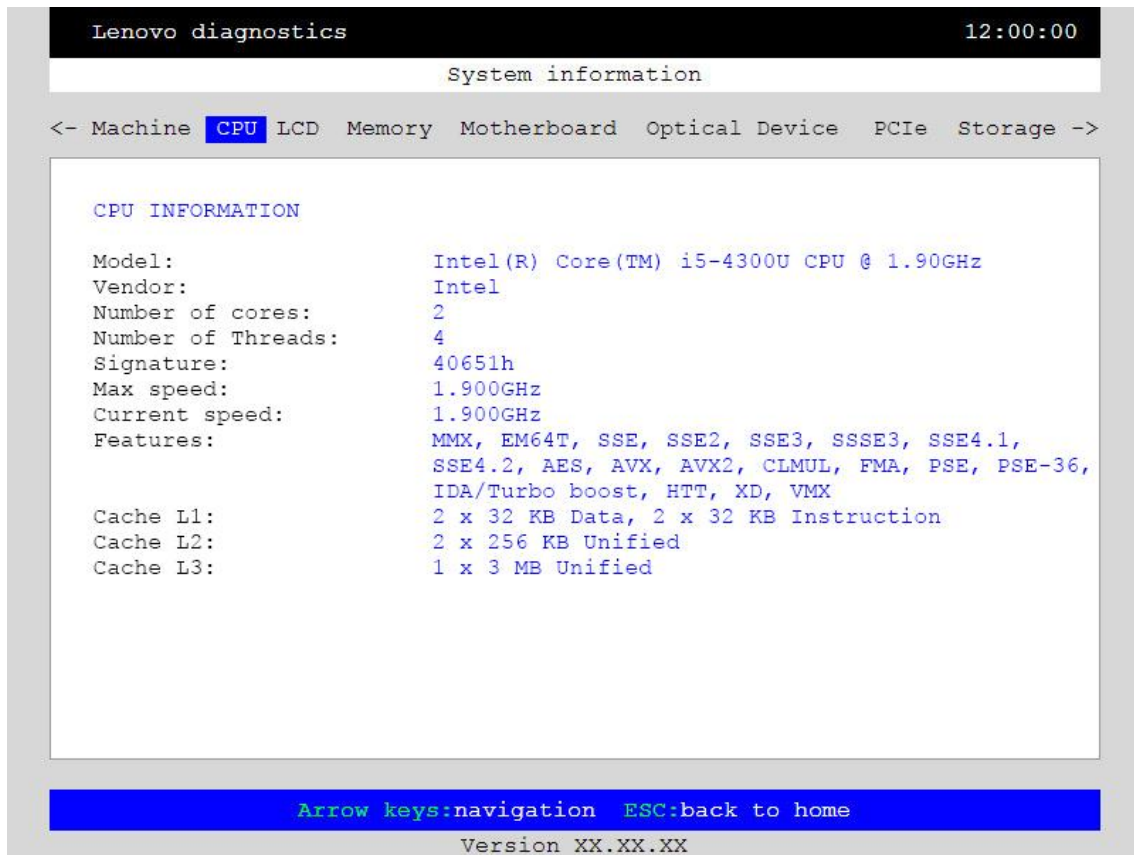 Lenovo diagnostics 12:00:00
System information
<- Machine CPU LCD Memory Motherboard Optical Device PCIe Storage ->
CPU INFORMATION
Model: Intel(R) Core(TM) i5-4300U CPU @ 1.90GHz
Vendor: Intel
Number of cores: 2
Number of Threads: 4
Signature: 40651h
Max speed: 1.900GHz
Current speed: 1.900GHz
Features: MMX, EM64T, SSE, SSE2, SSE3, SSSE3, SSE4.1,
SSE4.2, AES, AVX, AVX2, CLMUL, FMA, PSE, PSE-36,
IDA/Turbo boost, HTT, XD, VMX
Cache L1: 2 x 32 KB Data, 2 x 32 KB Instruction
Cache L2: 2 x 256 KB Unified
Cache L3: 1 x 3 MB Unified
Arrow keys:navigation ESC:back to home
Version XX.XX.XX